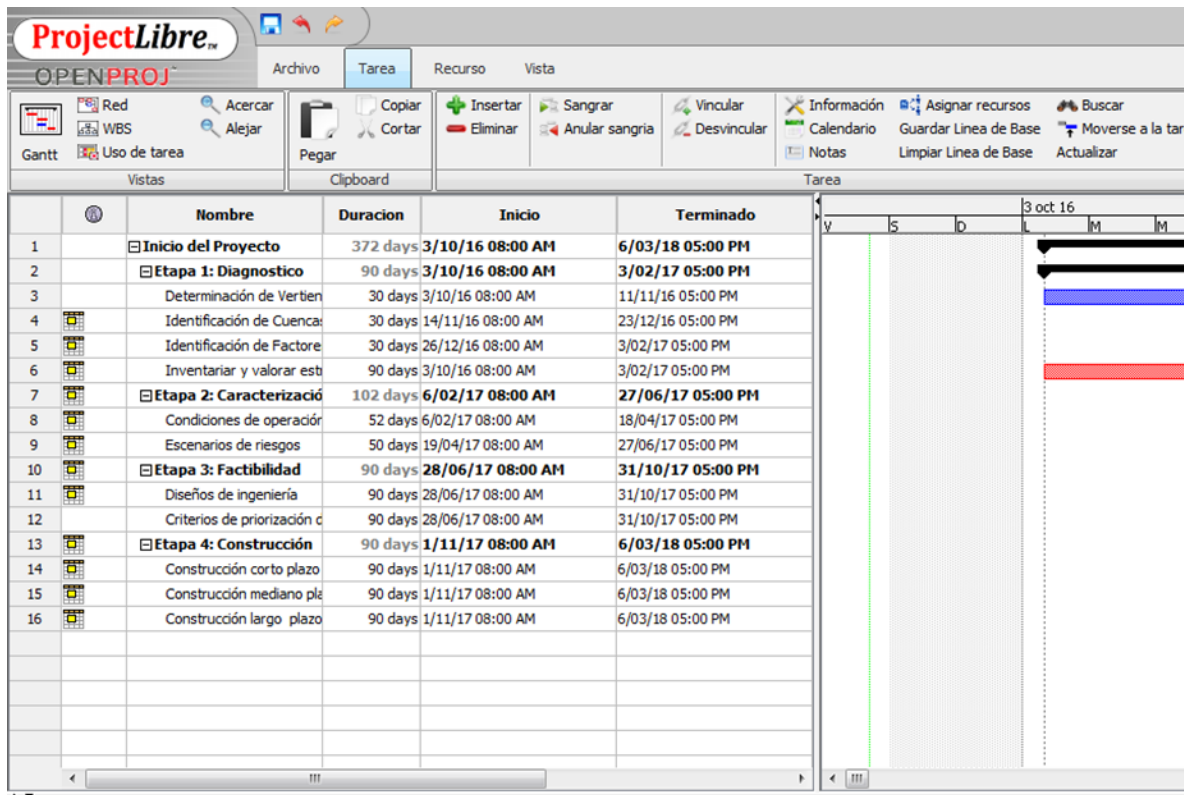 ProjectLibre™
OPENPROJ
Archivo Tarea Recurso Vista
Red Acercar Copiar Insertar Sangrar Vincular Información Asignar recursos Buscar
WBS Alejar Cortar Eliminar Anular sangria Desvincular Calendario Guardar Linea de Base Moverse a la tar
Gantt Uso de tarea Pegar Notas Limpiar Linea de Base Actualizar
Vistas Clipboard Tarea
Nombre Duracion Inicio Terminado 3 oct 16
V S D L M M
1 Inicio del Proyecto 372 days 3/10/16 08:00 AM 6/03/18 05:00 PM
2 Etapa 1: Diagnostico 90 days 3/10/16 08:00 AM 3/02/17 05:00 PM
3 Determinación de Vertien 30 days 3/10/16 08:00 AM 11/11/16 05:00 PM
4 Identificación de Cuencas 30 days 14/11/16 08:00 AM 23/12/16 05:00 PM
5 Identificación de Factore 30 days 26/12/16 08:00 AM 3/02/17 05:00 PM
6 Inventariar y valorar estr 90 days 3/10/16 08:00 AM 3/02/17 05:00 PM
7 Etapa 2: Caracterizació 102 days 6/02/17 08:00 AM 27/06/17 05:00 PM
8 Condiciones de operación 52 days 6/02/17 08:00 AM 18/04/17 05:00 PM
9 Escenarios de riesgos 50 days 19/04/17 08:00 AM 27/06/17 05:00 PM
10 Etapa 3: Factibilidad 90 days 28/06/17 08:00 AM 31/10/17 05:00 PM
11 Diseños de ingeniería 90 days 28/06/17 08:00 AM 31/10/17 05:00 PM
12 Criterios de priorización d 90 days 28/06/17 08:00 AM 31/10/17 05:00 PM
13 Etapa 4: Construcción 90 days 1/11/17 08:00 AM 6/03/18 05:00 PM
14 Construcción corto plazo 90 days 1/11/17 08:00 AM 6/03/18 05:00 PM
15 Construcción mediano pla 90 days 1/11/17 08:00 AM 6/03/18 05:00 PM
16 Construcción largo plazo 90 days 1/11/17 08:00 AM 6/03/18 05:00 PM